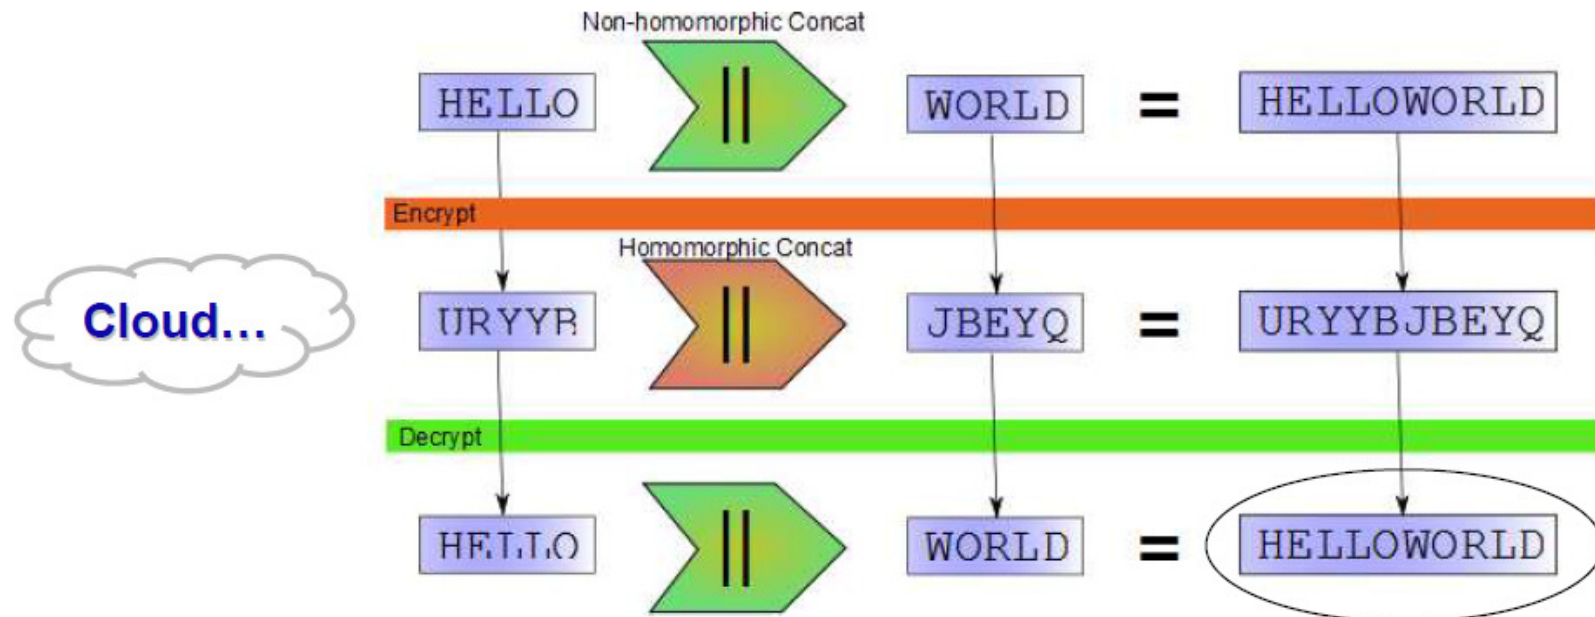 Non-homomorphic Concat
HELLO || WORLD = HELLOWORLD
Encrypt
Homomorphic Concat
Cloud...
URYYB || JBEYQ = URYYBJBEYQ
Decrypt
HELLO || WORLD = HELLOWORLD